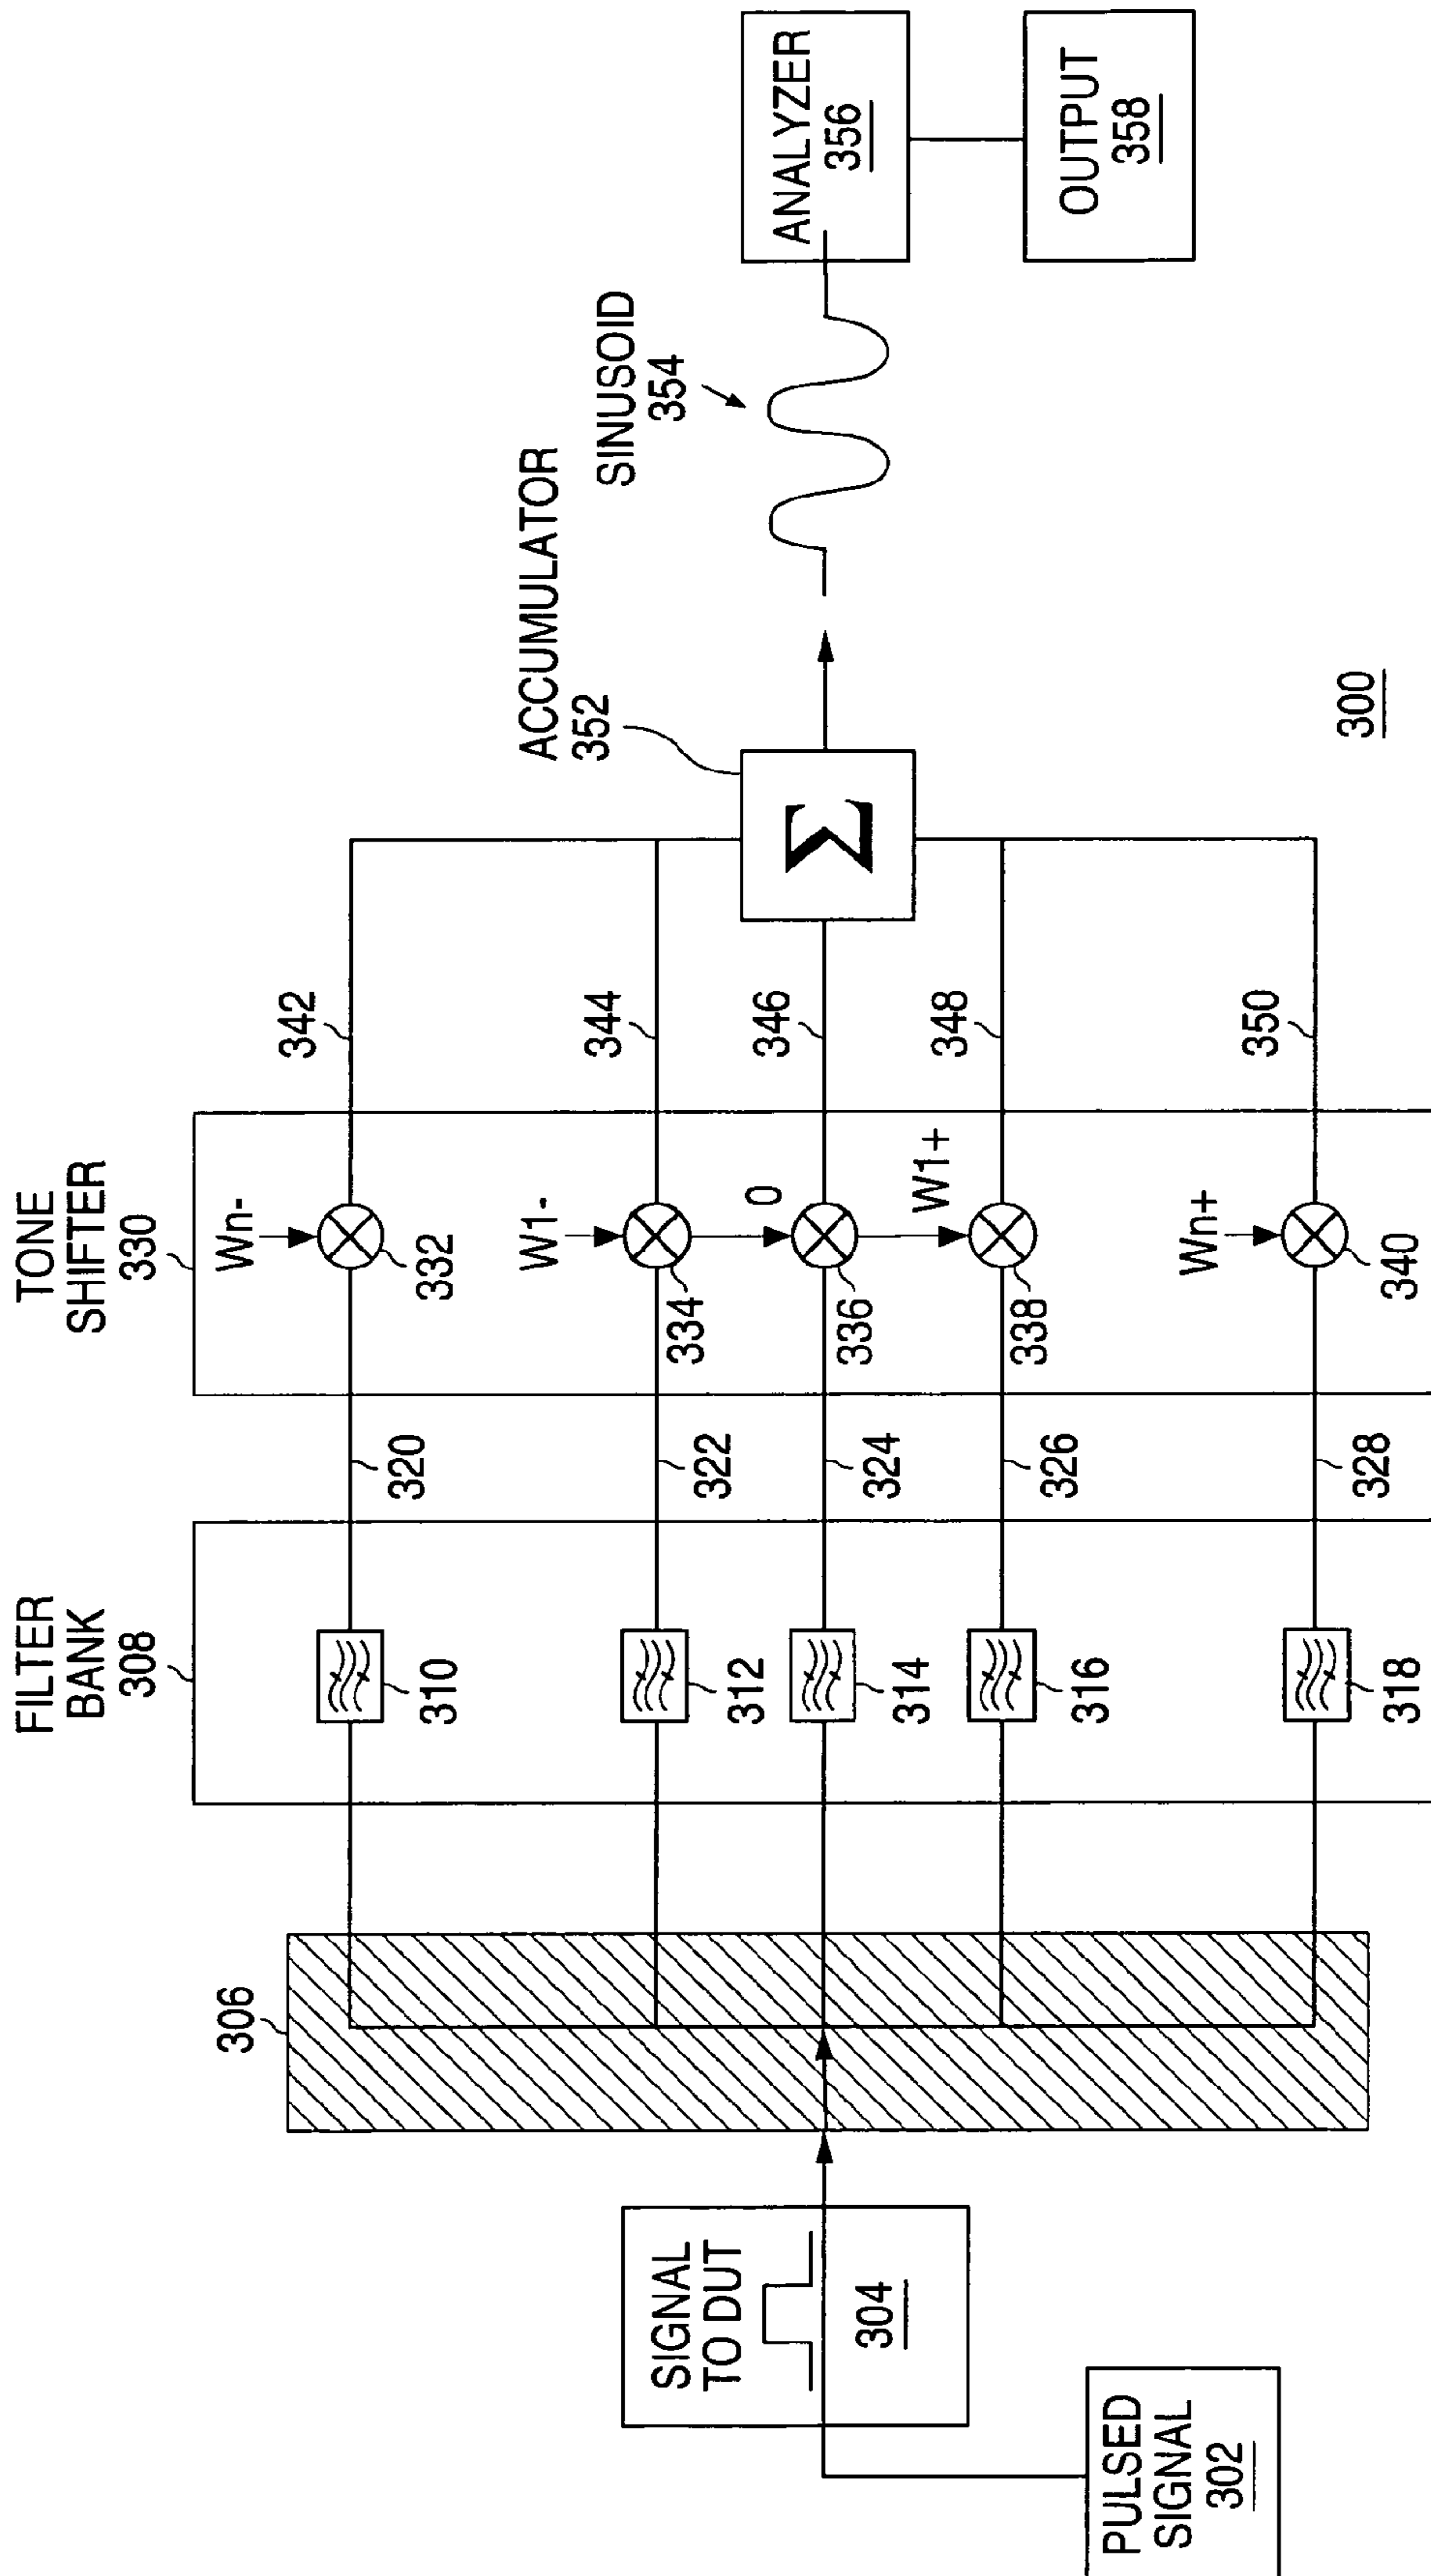 PULSED
SIGNAL
302
SIGNAL
TO DUT
304
306
FILTER
BANK
308
310
312
314
316
318
320
322
324
326
328
TONE
SHIFTER
330
Wn-
332
W1-
334
0
336
W1+
338
Wn+
340
342
344
346
348
350
ACCUMULATOR
352
Σ
SINUSOID
354
ANALYZER
356
OUTPUT
358
300